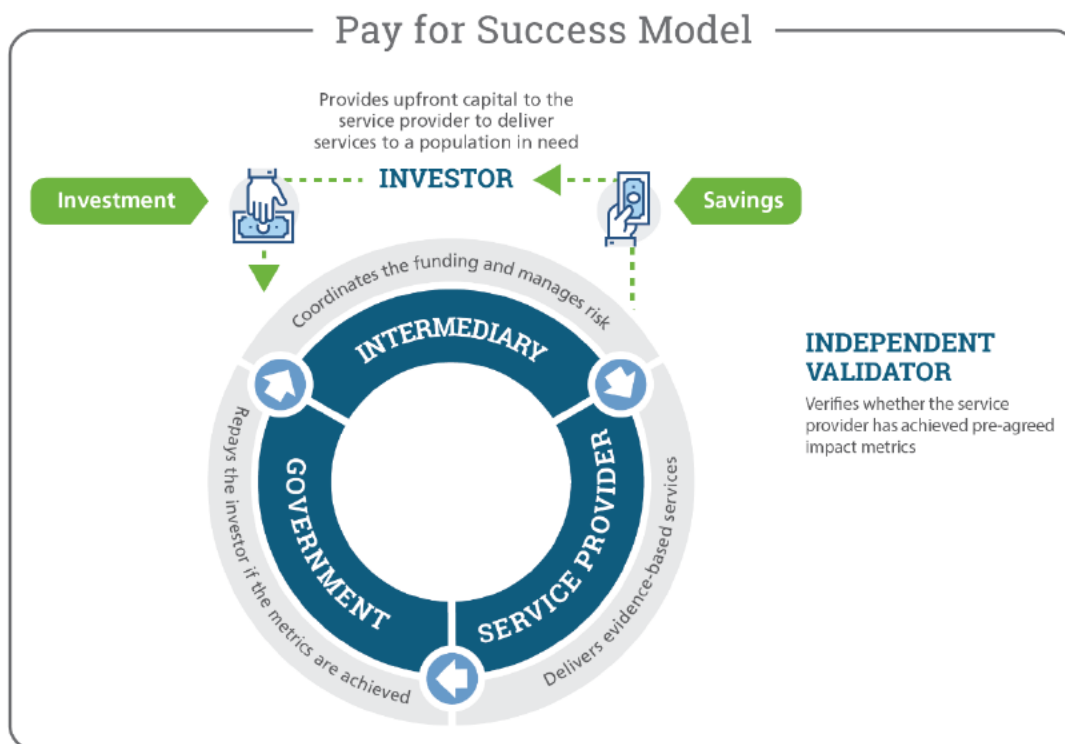 Pay for Success Model
Provides upfront capital to the
service provider to deliver
services to a population in need
INVESTOR
Investment
Savings
Coordinates the funding and manages risk
INTERMEDIARY
INDEPENDENT
VALIDATOR
Verifies whether the service
provider has achieved pre-agreed
impact metrics
GOVERNMENT
Repays the investor if the metrics are achieved
SERVICE PROVIDER
Delivers evidence-based services